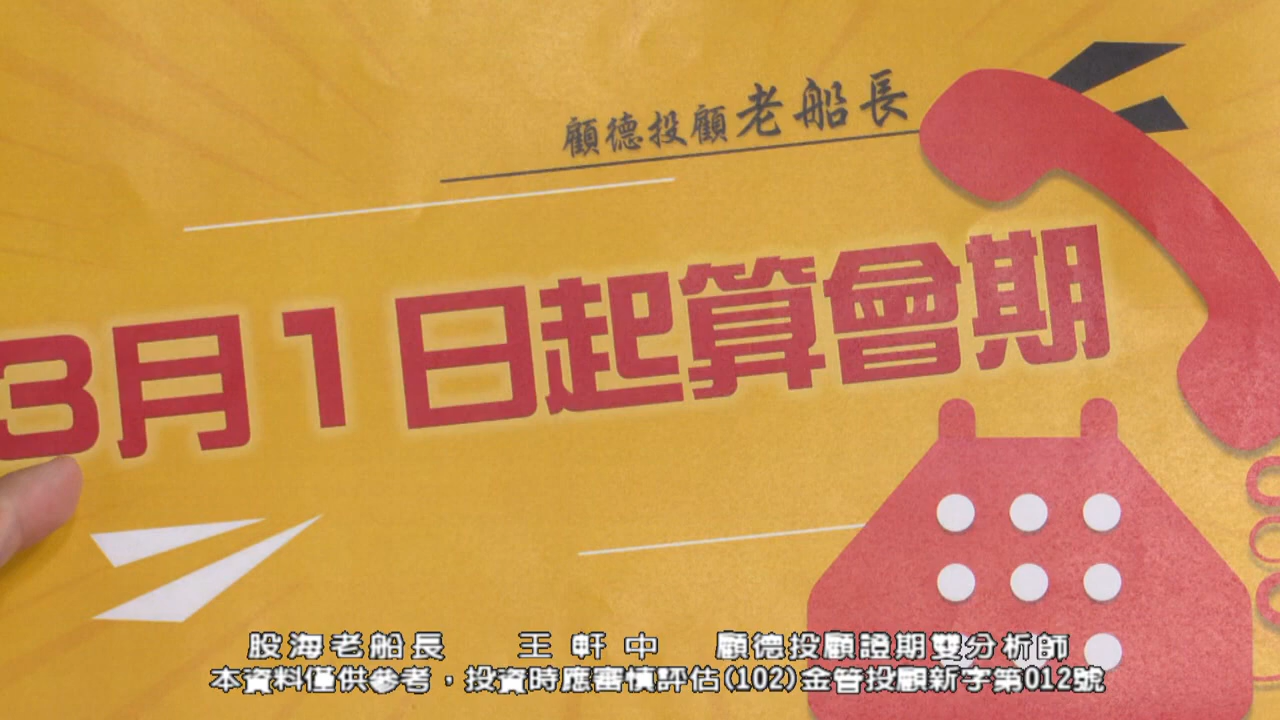 顧德投顧老船長
3月1日起算會期
股海老船長 王軒中 顧德投顧證期雙分析師
本資料僅供參考，投資時應審慎評估(102)金管投顧新字第012號